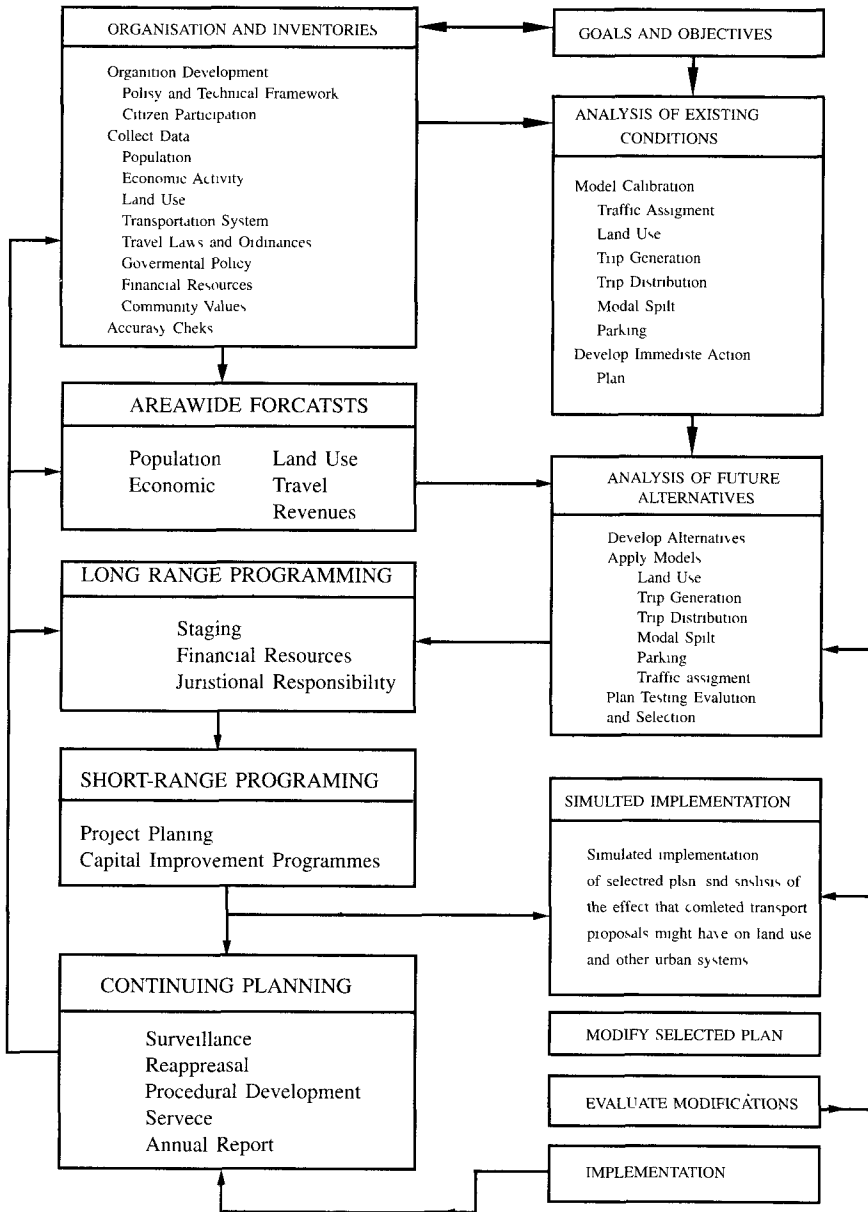 ORGANISATION AND INVENTORIES
Organition Development
Polisy and Technical Framework
Citizen Participation
Collect Data
Population
Economic Activity
Land Use
Transportation System
Travel Laws and Ordinances
Govermental Policy
Financial Resources
Community Values
Accurasy Cheks
GOALS AND OBJECTIVES
ANALYSIS OF EXISTING
CONDITIONS
Model Calibration
Traffic Assigment
Land Use
Trip Generation
Trip Distribution
Modal Spilt
Parking
Develop Immediste Action
Plan
AREAWIDE FORCATSTS
Population Land Use
Economic Travel
Revenues
ANALYSIS OF FUTURE
ALTERNATIVES
Develop Alternatives
Apply Models
Land Use
Trip Generation
Trip Distribution
Modal Spilt
Parking
Traffic assigment
Plan Testing Evalution
and Selection
LONG RANGE PROGRAMMING
Staging
Financial Resources
Juristional Responsibility
SHORT-RANGE PROGRAMING
Project Planing
Capital Improvement Programmes
SIMULTED IMPLEMENTATION
Simulated implementation
of selectred plsn snd snslisis of
the effect that comleted transport
proposals might have on land use
and other urban systems
CONTINUING PLANNING
Surveillance
Reappreasal
Procedural Development
Servece
Annual Report
MODIFY SELECTED PLAN
EVALUATE MODIFICATIONS
IMPLEMENTATION